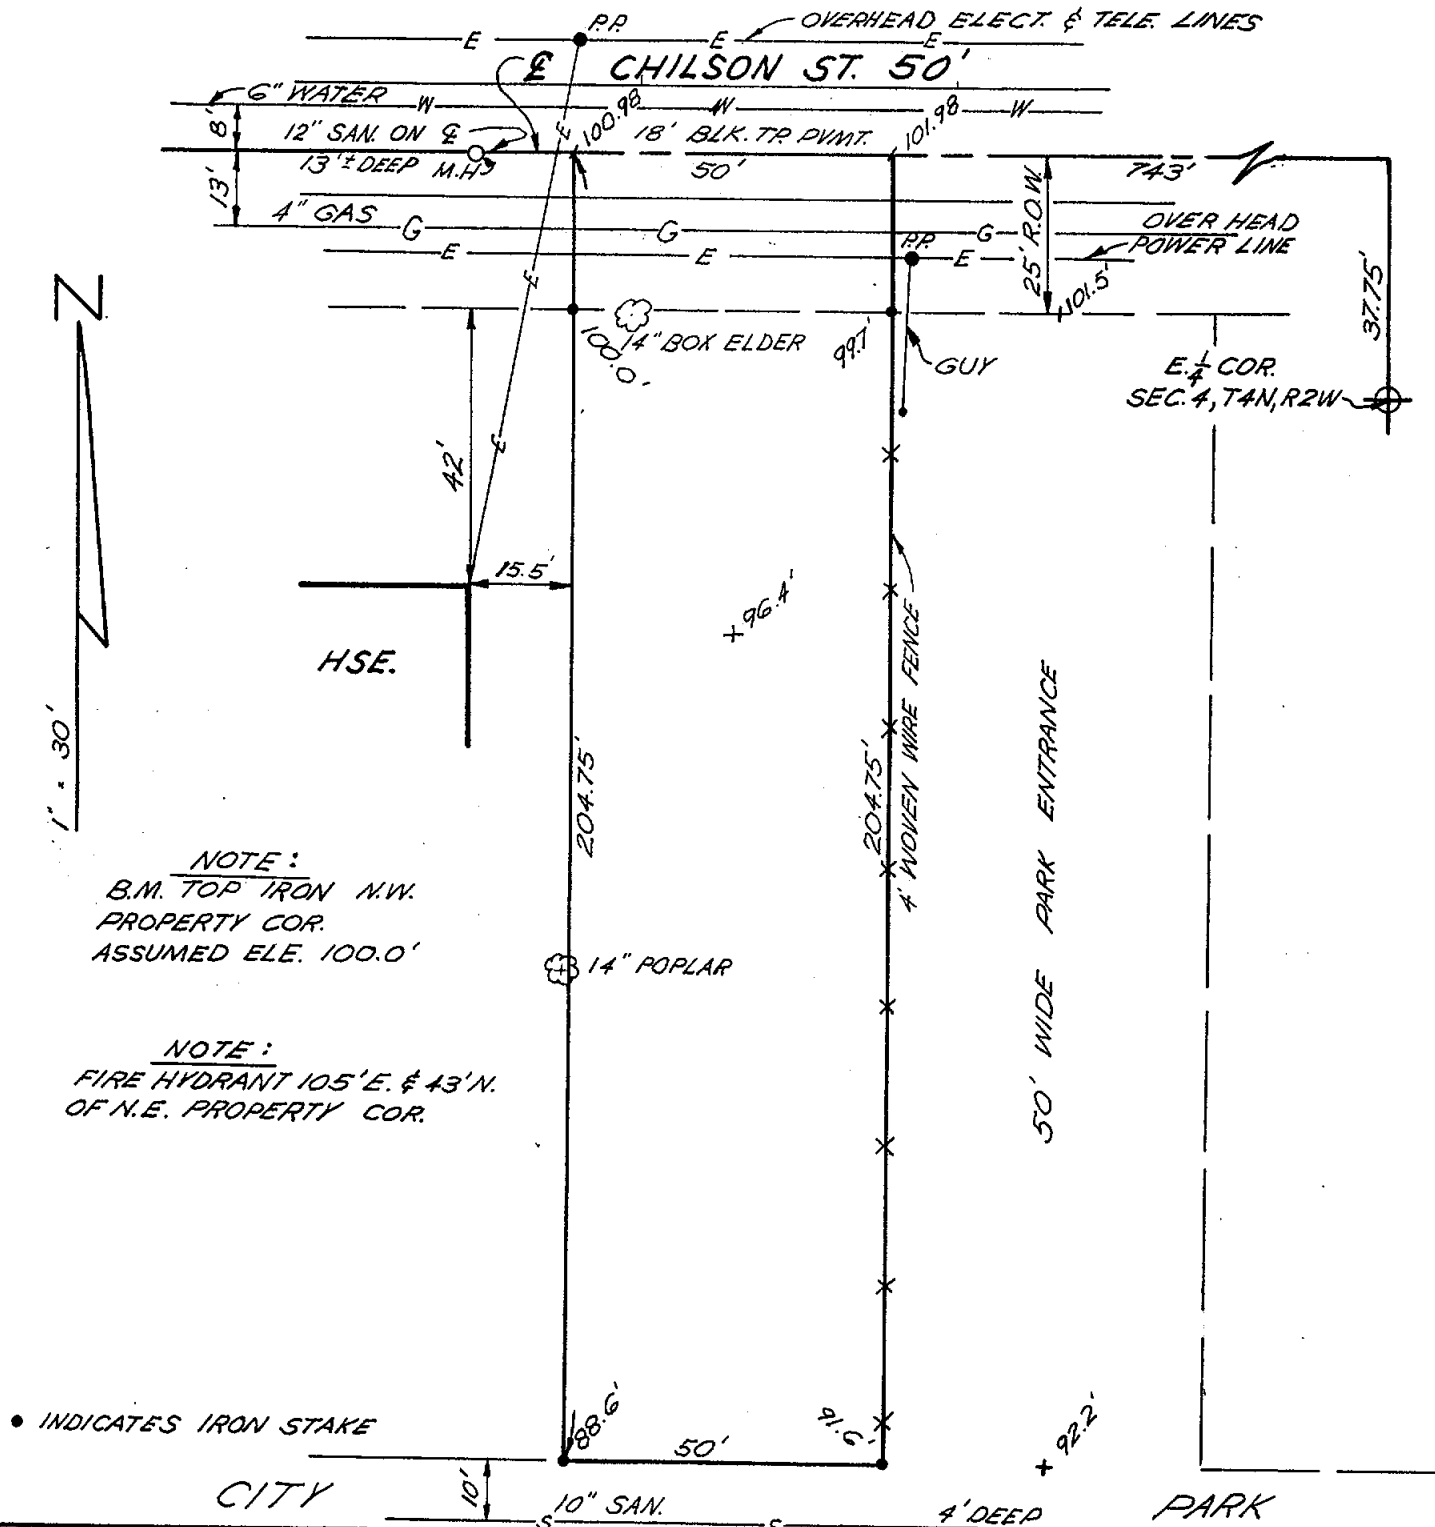 P.P.
OVERHEAD ELECT. & TELE. LINES
E E E
℄ CHILSON ST. 50'
6" WATER W W W
8'
12" SAN. ON ℄
100.98
18' BLK. TP. PVMT.
101.98
13'± DEEP M.H.
50'
743'
13'
4" GAS
G G G
25' R.O.W.
OVER HEAD
POWER LINE
P.P.
E E E
E
E
E
101.5'
37.75'
N
100.0'
14" BOX ELDER
99.7'
GUY
E. 1/4 COR.
SEC. 4, T4N, R2W
42'
15.5'
96.4'
HSE.
1" = 30'
204.75'
204.75'
4' WOVEN WIRE FENCE
50' WIDE PARK ENTRANCE
NOTE:
B.M. TOP IRON N.W.
PROPERTY COR.
ASSUMED ELE. 100.0'
14" POPLAR
NOTE:
FIRE HYDRANT 105' E. & 43' N.
OF N.E. PROPERTY COR.
• INDICATES IRON STAKE
88.6'
50'
91.6'
92.2'
CITY
10'
10" SAN.
4' DEEP
PARK
S S